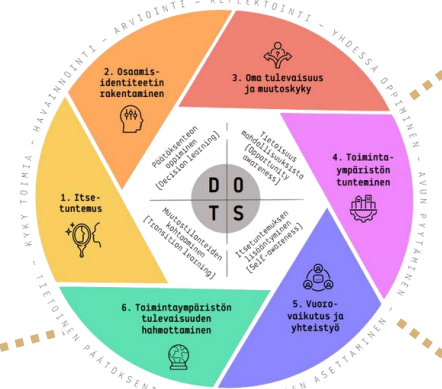 KYKY TOIMIA - HAVAINNOINTI - ARVIOINTI - REFLEKTOINTI - YHDESSÄ OPPIMINEN - AVUN PYYTÄMINEN -
ASETTAMINEN
TIETOINEN
2. Osaamis-
identiteetin
rakentaminen
3. Oma tulevaisuus
ja muutoskyky
1. Itse-
tuntemus
4. Toiminta-
ympäristön
tunteminen
Päätöksenteon
oppiminen
[Decision learning]
Tietoisuus
mahdollisuuksista
[Opportunity
awareness]
D O
T S
Muutostilanteiden
kohtaaminen
[Transition learning]
Itsetuntemuksen
lisääntyminen
[Self-awareness]
6. Toimintaympäristön
tulevaisuuden
hahmottaminen
5. Vuoro-
vaikutus ja
yhteistyö